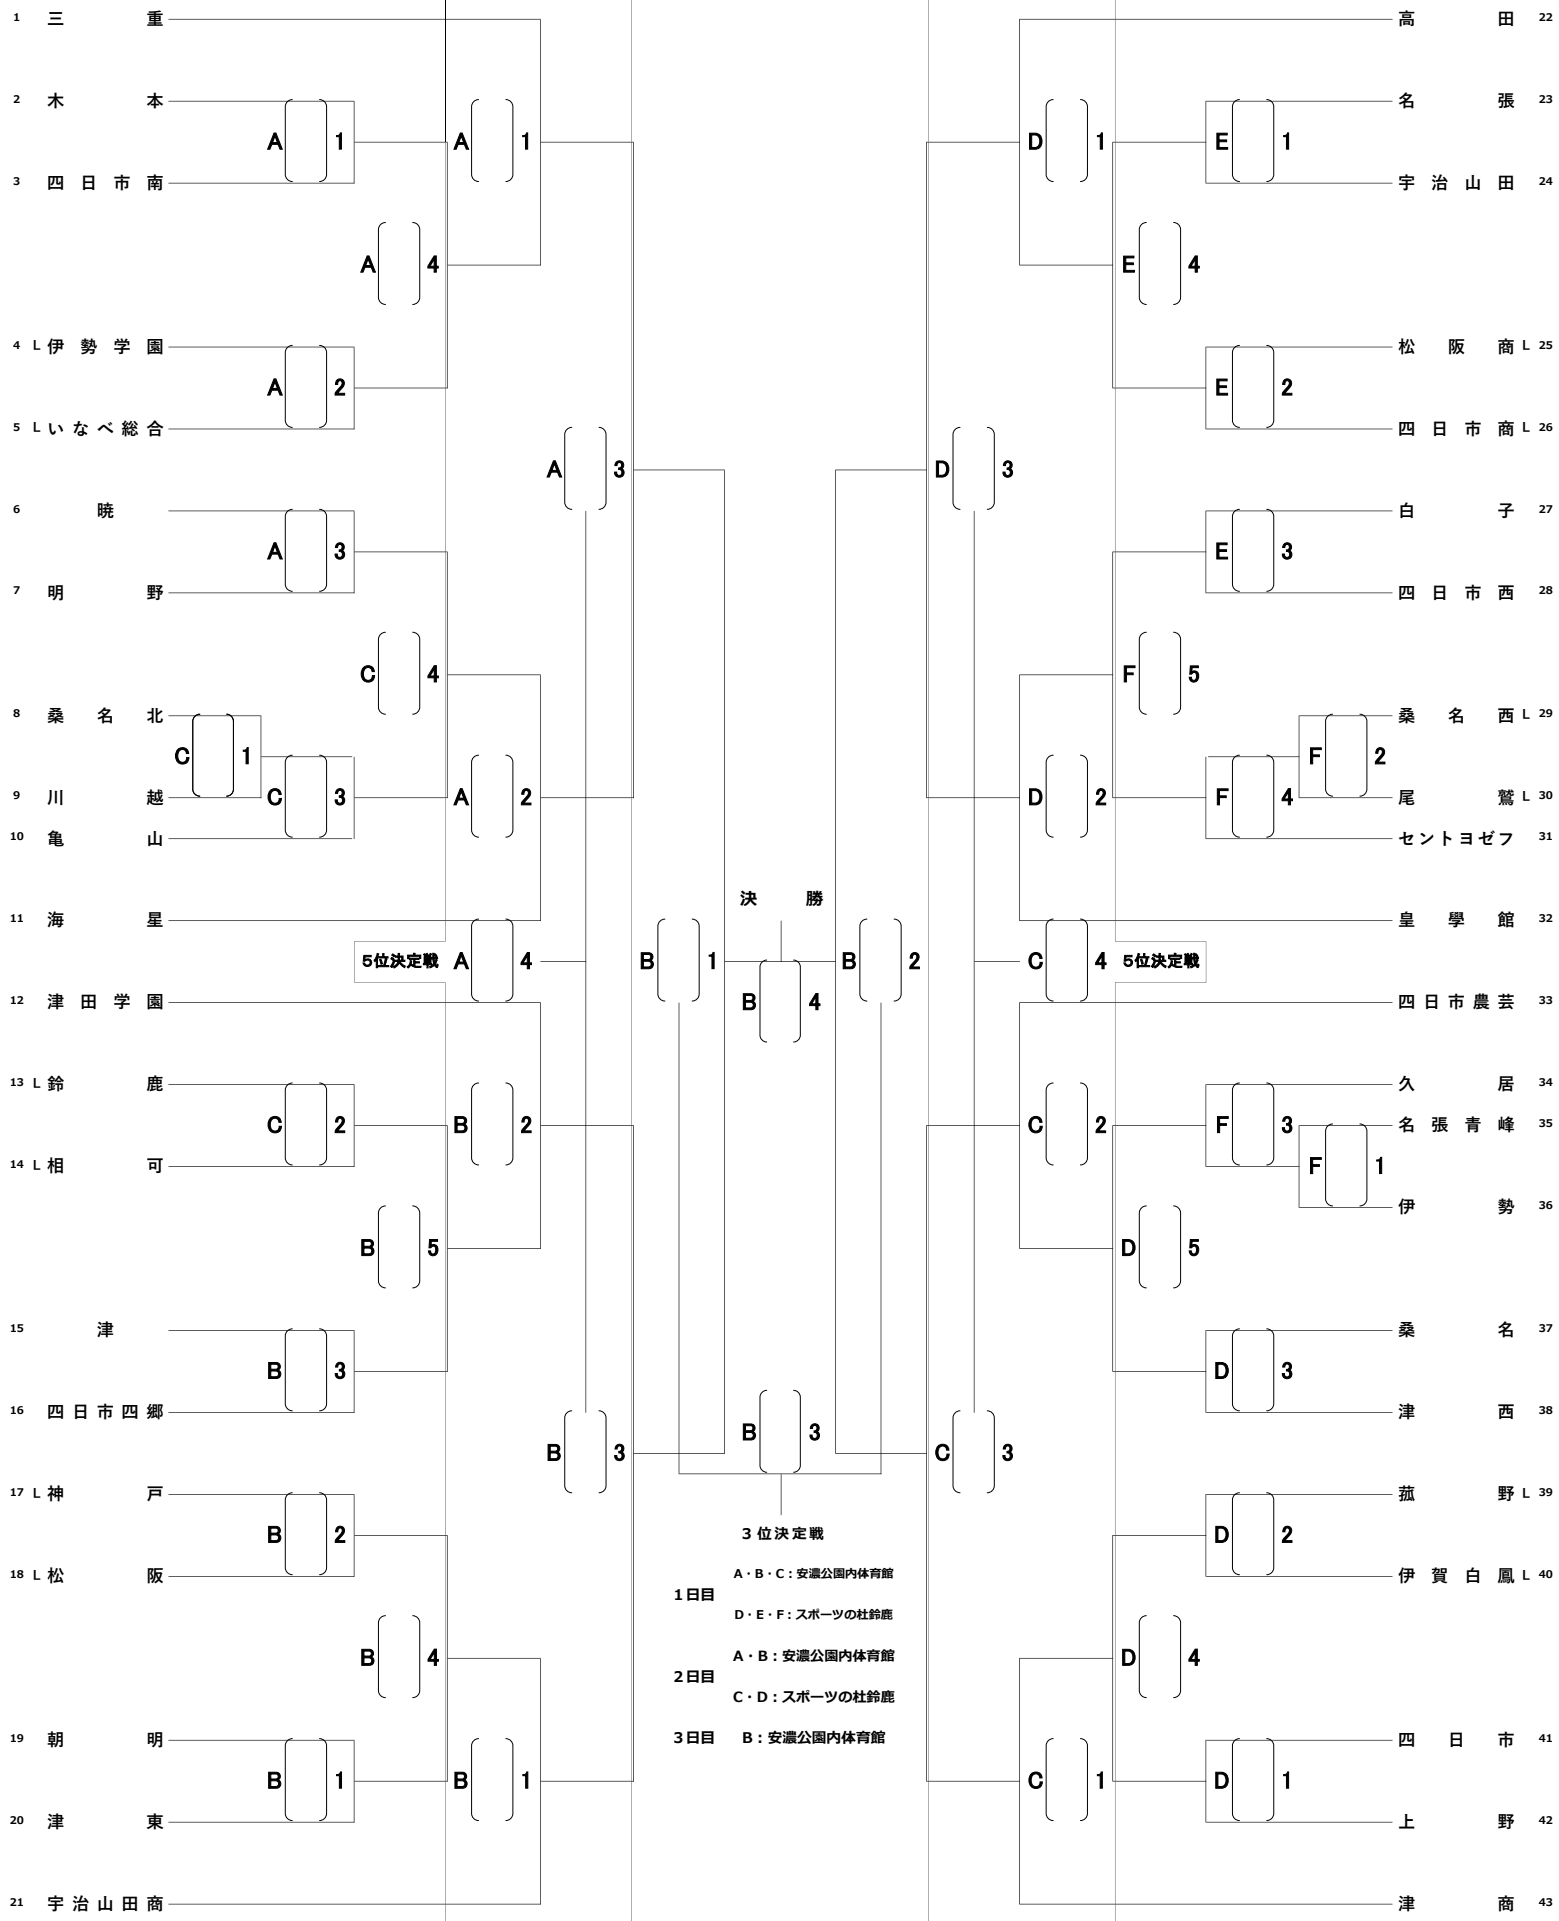 1 三重
高田 22
2 木本
名張 23
A 1
A 1
D 1
E 1
3 四日市南
宇治山田 24
A 4
E 4
4 L 伊勢学園
松阪商 L 25
A 2
E 2
5 L いなべ総合
四日市商 L 26
A 3
D 3
6 暁
白子 27
A 3
E 3
7 明野
四日市西 28
C 4
F 5
8 桑名北
桑名西 L 29
C 1
F 2
9 川越
C 3
A 2
D 2
F 4
尾鷲 L 30
10 亀山
セントヨゼフ 31
決勝
11 海星
皇學館 32
5位決定戦 A 4
B 1
B 2
C 4 5位決定戦
12 津田学園
B 4
四日市農芸 33
13 L 鈴鹿
久居 34
C 2
B 2
C 2
F 3
名張青峰 35
14 L 相可
F 1
伊勢 36
B 5
D 5
15 津
桑名 37
B 3
D 3
16 四日市四郷
津西 38
B 3
B 3
C 3
17 L 神戸
菰野 L 39
B 2
D 2
3位決定戦
18 L 松阪
伊賀白鳳 L 40
1日目
A・B・C：安濃公園内体育館
D・E・F：スポーツの杜鈴鹿
B 4
D 4
2日目
A・B：安濃公園内体育館
C・D：スポーツの杜鈴鹿
19 朝明
3日目 B：安濃公園内体育館
四日市 41
B 1
B 1
C 1
D 1
20 津東
上野 42
21 宇治山田商
津商 43